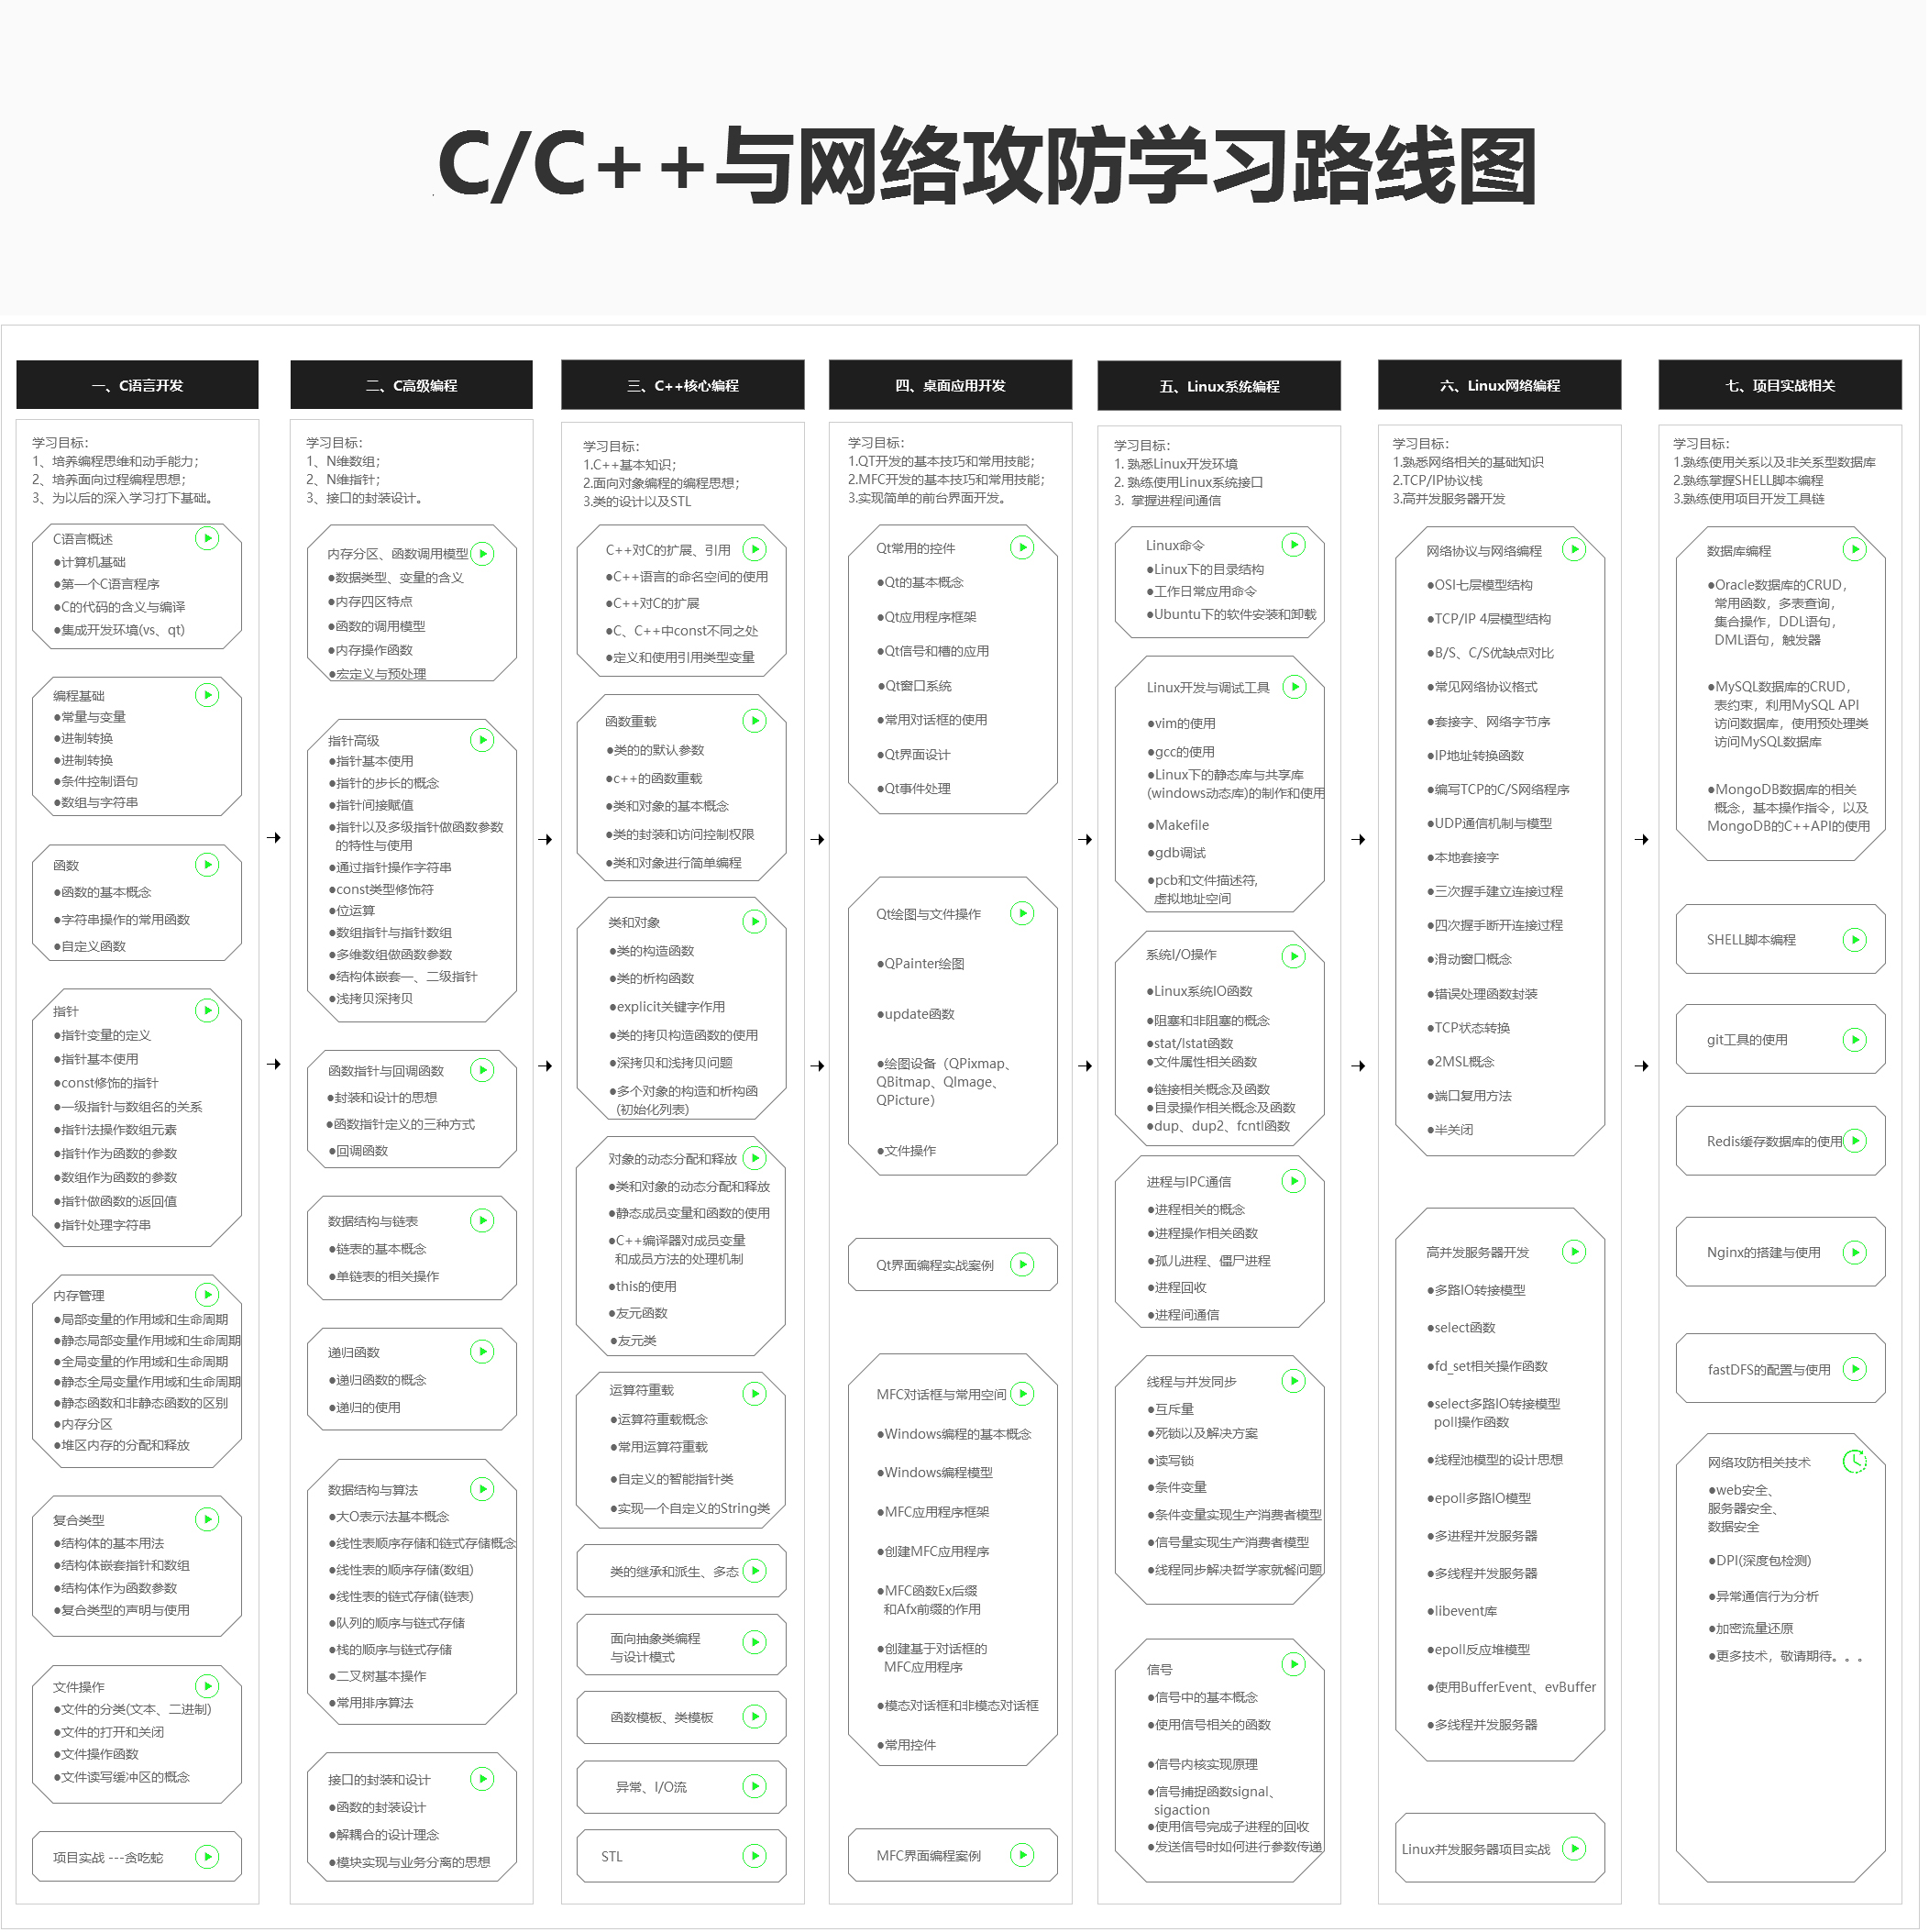 C/C++与网络攻防学习路线图
一、C语言开发
学习目标：
1、培养编程思维和动手能力；
2、培养面向过程编程思想；
3、为以后的深入学习打下基础。
C语言概述
●计算机基础
●第一个C语言程序
●C的代码的含义与编译
●集成开发环境(vs、qt)
编程基础
●常量与变量
●进制转换
●进制转换
●条件控制语句
●数组与字符串
函数
●函数的基本概念
●字符串操作的常用函数
●自定义函数
指针
●指针变量的定义
●指针基本使用
●const修饰的指针
●一级指针与数组名的关系
●指针法操作数组元素
●指针作为函数的参数
●数组作为函数的参数
●指针做函数的返回值
●指针处理字符串
内存管理
●局部变量的作用域和生命周期
●静态局部变量作用域和生命周期
●全局变量的作用域和生命周期
●静态全局变量作用域和生命周期
●静态函数和非静态函数的区别
●内存分区
●堆区内存的分配和释放
复合类型
●结构体的基本用法
●结构体嵌套指针和数组
●结构体作为函数参数
●复合类型的声明与使用
文件操作
●文件的分类(文本、二进制)
●文件的打开和关闭
●文件操作函数
●文件读写缓冲区的概念
项目实战 ---贪吃蛇
二、C高级编程
学习目标：
1、N维数组；
2、N维指针；
3、接口的封装设计。
内存分区、函数调用模型
●数据类型、变量的含义
●内存四区特点
●函数的调用模型
●内存操作函数
●宏定义与预处理
指针高级
●指针基本使用
●指针的步长的概念
●指针间接赋值
●指针以及多级指针做函数参数
的特性与使用
●通过指针操作字符串
●const类型修饰符
●位运算
●数组指针与指针数组
●多维数组做函数参数
●结构体嵌套一、二级指针
●浅拷贝深拷贝
函数指针与回调函数
●封装和设计的思想
●函数指针定义的三种方式
●回调函数
数据结构与链表
●链表的基本概念
●单链表的相关操作
递归函数
●递归函数的概念
●递归的使用
数据结构与算法
●大O表示法基本概念
●线性表顺序存储和链式存储概念
●线性表的顺序存储(数组)
●线性表的链式存储(链表)
●队列的顺序与链式存储
●栈的顺序与链式存储
●二叉树基本操作
●常用排序算法
接口的封装和设计
●函数的封装设计
●解耦合的设计理念
●模块实现与业务分离的思想
三、C++核心编程
学习目标：
1.C++基本知识；
2.面向对象编程的编程思想；
3.类的设计以及STL
C++对C的扩展、引用
●C++语言的命名空间的使用
●C++对C的扩展
●C、C++中const不同之处
●定义和使用引用类型变量
函数重载
●类的的默认参数
●c++的函数重载
●类和对象的基本概念
●类的封装和访问控制权限
●类和对象进行简单编程
类和对象
●类的构造函数
●类的析构函数
●explicit关键字作用
●类的拷贝构造函数的使用
●深拷贝和浅拷贝问题
●多个对象的构造和析构函
(初始化列表)
对象的动态分配和释放
●类和对象的动态分配和释放
●静态成员变量和函数的使用
●C++编译器对成员变量
和成员方法的处理机制
●this的使用
●友元函数
●友元类
运算符重载
●运算符重载概念
●常用运算符重载
●自定义的智能指针类
●实现一个自定义的String类
类的继承和派生、多态
面向抽象类编程
与设计模式
函数模板、类模板
异常、I/O流
STL
四、桌面应用开发
学习目标：
1.QT开发的基本技巧和常用技能；
2.MFC开发的基本技巧和常用技能；
3.实现简单的前台界面开发。
Qt常用的控件
●Qt的基本概念
●Qt应用程序框架
●Qt信号和槽的应用
●Qt窗口系统
●常用对话框的使用
●Qt界面设计
●Qt事件处理
Qt绘图与文件操作
●QPainter绘图
●update函数
●绘图设备（QPixmap、
QBitmap、QImage、
QPicture）
●文件操作
Qt界面编程实战案例
MFC对话框与常用空间
●Windows编程的基本概念
●Windows编程模型
●MFC应用程序框架
●创建MFC应用程序
●MFC函数Ex后缀
和Afx前缀的作用
●创建基于对话框的
MFC应用程序
●模态对话框和非模态对话框
●常用控件
MFC界面编程案例
五、Linux系统编程
学习目标：
1. 熟悉Linux开发环境
2. 熟练使用Linux系统接口
3. 掌握进程间通信
Linux命令
●Linux下的目录结构
●工作日常应用命令
●Ubuntu下的软件安装和卸载
Linux开发与调试工具
●vim的使用
●gcc的使用
●Linux下的静态库与共享库
(windows动态库)的制作和使用
●Makefile
●gdb调试
●pcb和文件描述符,
虚拟地址空间
系统I/O操作
●Linux系统IO函数
●阻塞和非阻塞的概念
●stat/lstat函数
●文件属性相关函数
●链接相关概念及函数
●目录操作相关概念及函数
●dup、dup2、fcntl函数
进程与IPC通信
●进程相关的概念
●进程操作相关函数
●孤儿进程、僵尸进程
●进程回收
●进程间通信
线程与并发同步
●互斥量
●死锁以及解决方案
●读写锁
●条件变量
●条件变量实现生产消费者模型
●信号量实现生产消费者模型
●线程同步解决哲学家就餐问题
信号
●信号中的基本概念
●使用信号相关的函数
●信号内核实现原理
●信号捕捉函数signal、
sigaction
●使用信号完成子进程的回收
●发送信号时如何进行参数传递
六、Linux网络编程
学习目标：
1.熟悉网络相关的基础知识
2.TCP/IP协议栈
3.高并发服务器开发
网络协议与网络编程
●OSI七层模型结构
●TCP/IP 4层模型结构
●B/S、C/S优缺点对比
●常见网络协议格式
●套接字、网络字节序
●IP地址转换函数
●编写TCP的C/S网络程序
●UDP通信机制与模型
●本地套接字
●三次握手建立连接过程
●四次握手断开连接过程
●滑动窗口概念
●错误处理函数封装
●TCP状态转换
●2MSL概念
●端口复用方法
●半关闭
高并发服务器开发
●多路IO转接模型
●select函数
●fd_set相关操作函数
●select多路IO转接模型
poll操作函数
●线程池模型的设计思想
●epoll多路IO模型
●多进程并发服务器
●多线程并发服务器
●libevent库
●epoll反应堆模型
●使用BufferEvent、evBuffer
●多线程并发服务器
Linux并发服务器项目实战
七、项目实战相关
学习目标：
1.熟练使用关系以及非关系型数据库
2.熟练掌握SHELL脚本编程
3.熟练使用项目开发工具链
数据库编程
●Oracle数据库的CRUD，
常用函数，多表查询，
集合操作，DDL语句，
DML语句，触发器
●MySQL数据库的CRUD，
表约束，利用MySQL API
访问数据库，使用预处理类
访问MySQL数据库
●MongoDB数据库的相关
概念，基本操作指令，以及
MongoDB的C++API的使用
SHELL脚本编程
git工具的使用
Redis缓存数据库的使用
Nginx的搭建与使用
fastDFS的配置与使用
网络攻防相关技术
●web安全、
服务器安全、
数据安全
●DPI(深度包检测)
●异常通信行为分析
●加密流量还原
●更多技术，敬请期待。。。